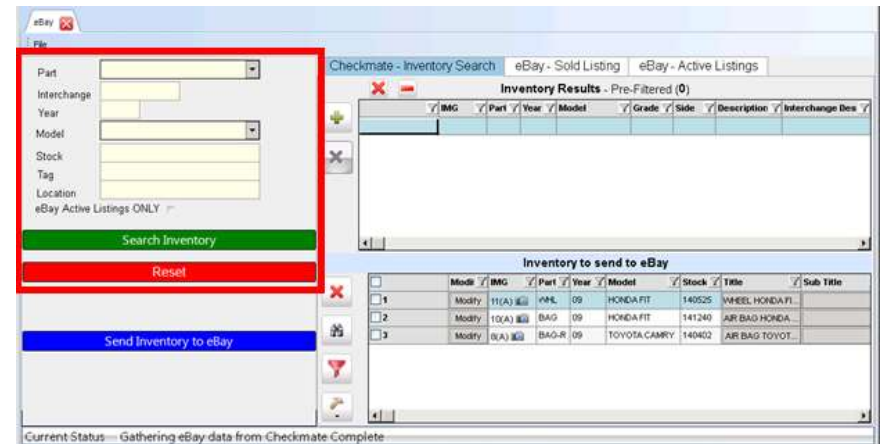 eBay
File
Part
Interchange
Year
Model
Stock
Tag
Location
eBay Active Listings ONLY
Search Inventory
Reset
Send Inventory to eBay
Checkmate - Inventory Search eBay - Sold Listing eBay - Active Listings
Inventory Results - Pre-Filtered (0)
IMG Part Year Model Grade Side Description Interchange Des
Inventory to send to eBay
Modi IMG Part Year Model Stock Title Sub Title
1 Modify 11(A) WHL 09 HONDA FIT 140525 WHEEL HONDA FI...
2 Modify 10(A) BAG 09 HONDA FIT 141240 AIR BAG HONDA ...
3 Modify 8(A) BAG-R 09 TOYOTA CAMRY 140402 AIR BAG TOYOT...
Current Status Gathering eBay data from Checkmate Complete